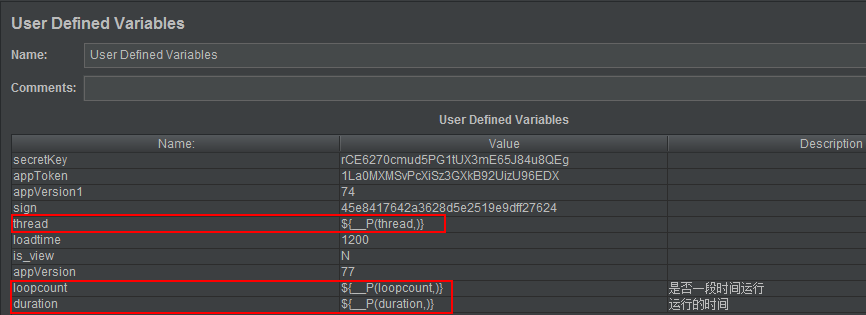 User Defined Variables
Name: User Defined Variables
Comments:
User Defined Variables
Name: Value Description
secretKey rCE6270cmud5PG1tUX3mE65J84u8QEg
appToken 1La0MXMSvPcXiSz3GXkB92UizU96EDX
appVersion1 74
sign 45e8417642a3628d5e2519e9dff27624
thread ${__P(thread,)}
loadtime 1200
is_view N
appVersion 77
loopcount ${__P(loopcount,)} 是否一段时间运行
duration ${__P(duration,)} 运行的时间